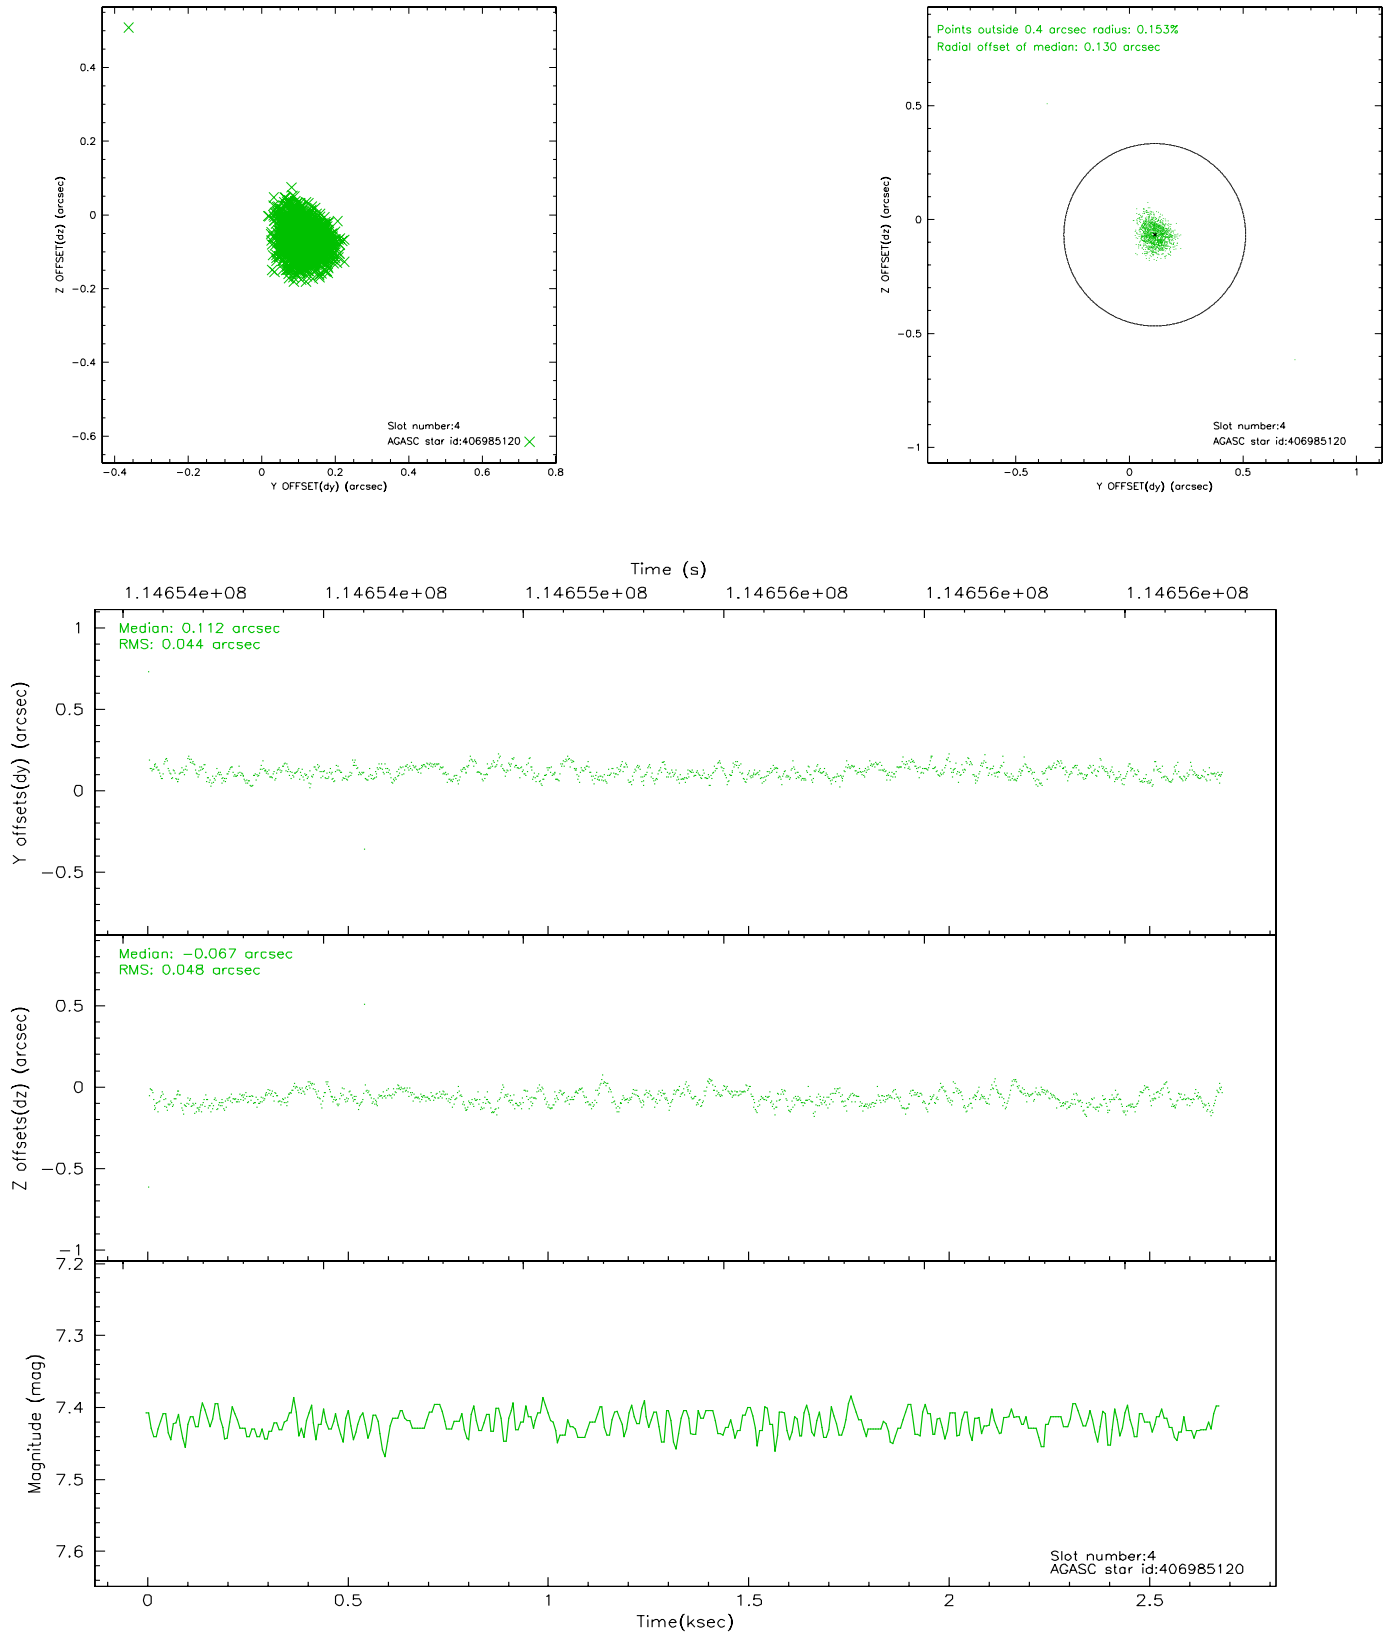 0.4
0.2
0
−0.2
−0.4
−0.6
Z OFFSET(dz) (arcsec)
−0.4 −0.2 0 0.2 0.4 0.6 0.8
Y OFFSET(dy) (arcsec)
Slot number:4
AGASC star id:406985120
Points outside 0.4 arcsec radius: 0.153%
Radial offset of median: 0.130 arcsec
0.5
0
−0.5
−1
Z OFFSET(dz) (arcsec)
−0.5 0 0.5 1
Y OFFSET(dy) (arcsec)
Slot number:4
AGASC star id:406985120
Time (s)
1.14654e+08 1.14654e+08 1.14655e+08 1.14656e+08 1.14656e+08 1.14656e+08
Median: 0.112 arcsec
RMS: 0.044 arcsec
1
0.5
0
−0.5
Y offsets(dy) (arcsec)
Median: −0.067 arcsec
RMS: 0.048 arcsec
0.5
0
−0.5
−1
Z offsets(dz) (arcsec)
7.2
7.3
7.4
7.5
7.6
Magnitude (mag)
Slot number:4
AGASC star id:406985120
0 0.5 1 1.5 2 2.5
Time(ksec)